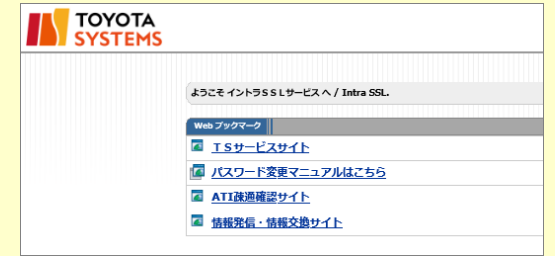 TOYOTA
SYSTEMS
ようこそ イントラＳＳＬサービス へ / Intra SSL.
Web ブックマーク
ＴＳサービスサイト
パスワード変更マニュアルはこちら
ATI疎通確認サイト
情報発信・情報交換サイト